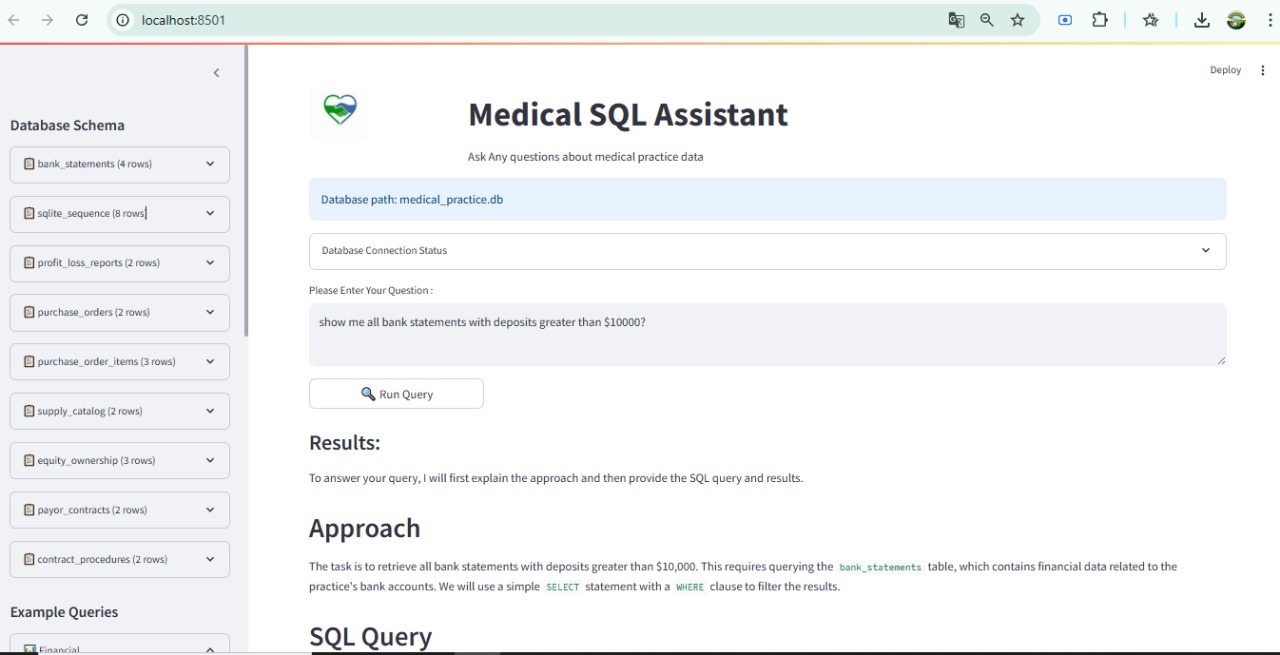 localhost:8501
Deploy
Database Schema
bank_statements (4 rows)
sqlite_sequence (8 rows)
profit_loss_reports (2 rows)
purchase_orders (2 rows)
purchase_order_items (3 rows)
supply_catalog (2 rows)
equity_ownership (3 rows)
payor_contracts (2 rows)
contract_procedures (2 rows)
Example Queries
Financial
Medical SQL Assistant
Ask Any questions about medical practice data
Database path: medical_practice.db
Database Connection Status
Please Enter Your Question :
show me all bank statements with deposits greater than $10000?
Run Query
Results:
To answer your query, I will first explain the approach and then provide the SQL query and results.
Approach
The task is to retrieve all bank statements with deposits greater than $10,000. This requires querying the bank_statements table, which contains financial data related to the
practice's bank accounts. We will use a simple SELECT statement with a WHERE clause to filter the results.
SQL Query